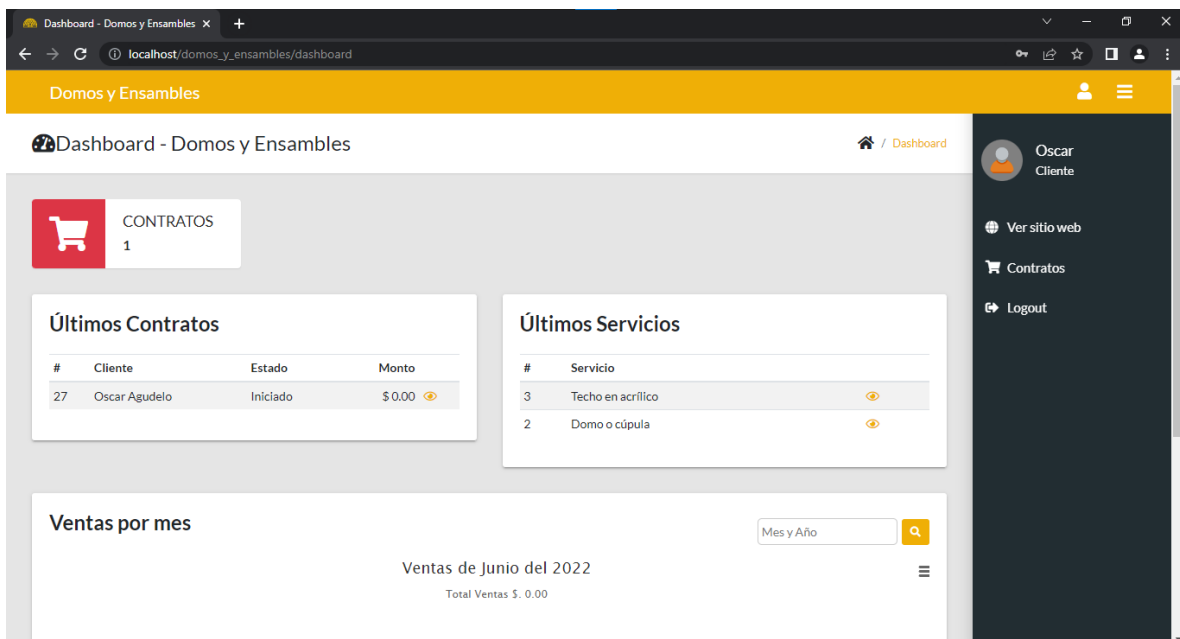 Dashboard - Domos y Ensambles
localhost/domos_y_ensambles/dashboard
Domos y Ensambles
Dashboard - Domos y Ensambles
/ Dashboard
Oscar
Cliente
Ver sitio web
Contratos
Logout
CONTRATOS
1
Últimos Contratos
# Cliente Estado Monto
27 Oscar Agudelo Iniciado $ 0.00
Últimos Servicios
# Servicio
3 Techo en acrílico
2 Domo o cúpula
Ventas por mes
Mes y Año
Ventas de Junio del 2022
Total Ventas $. 0.00